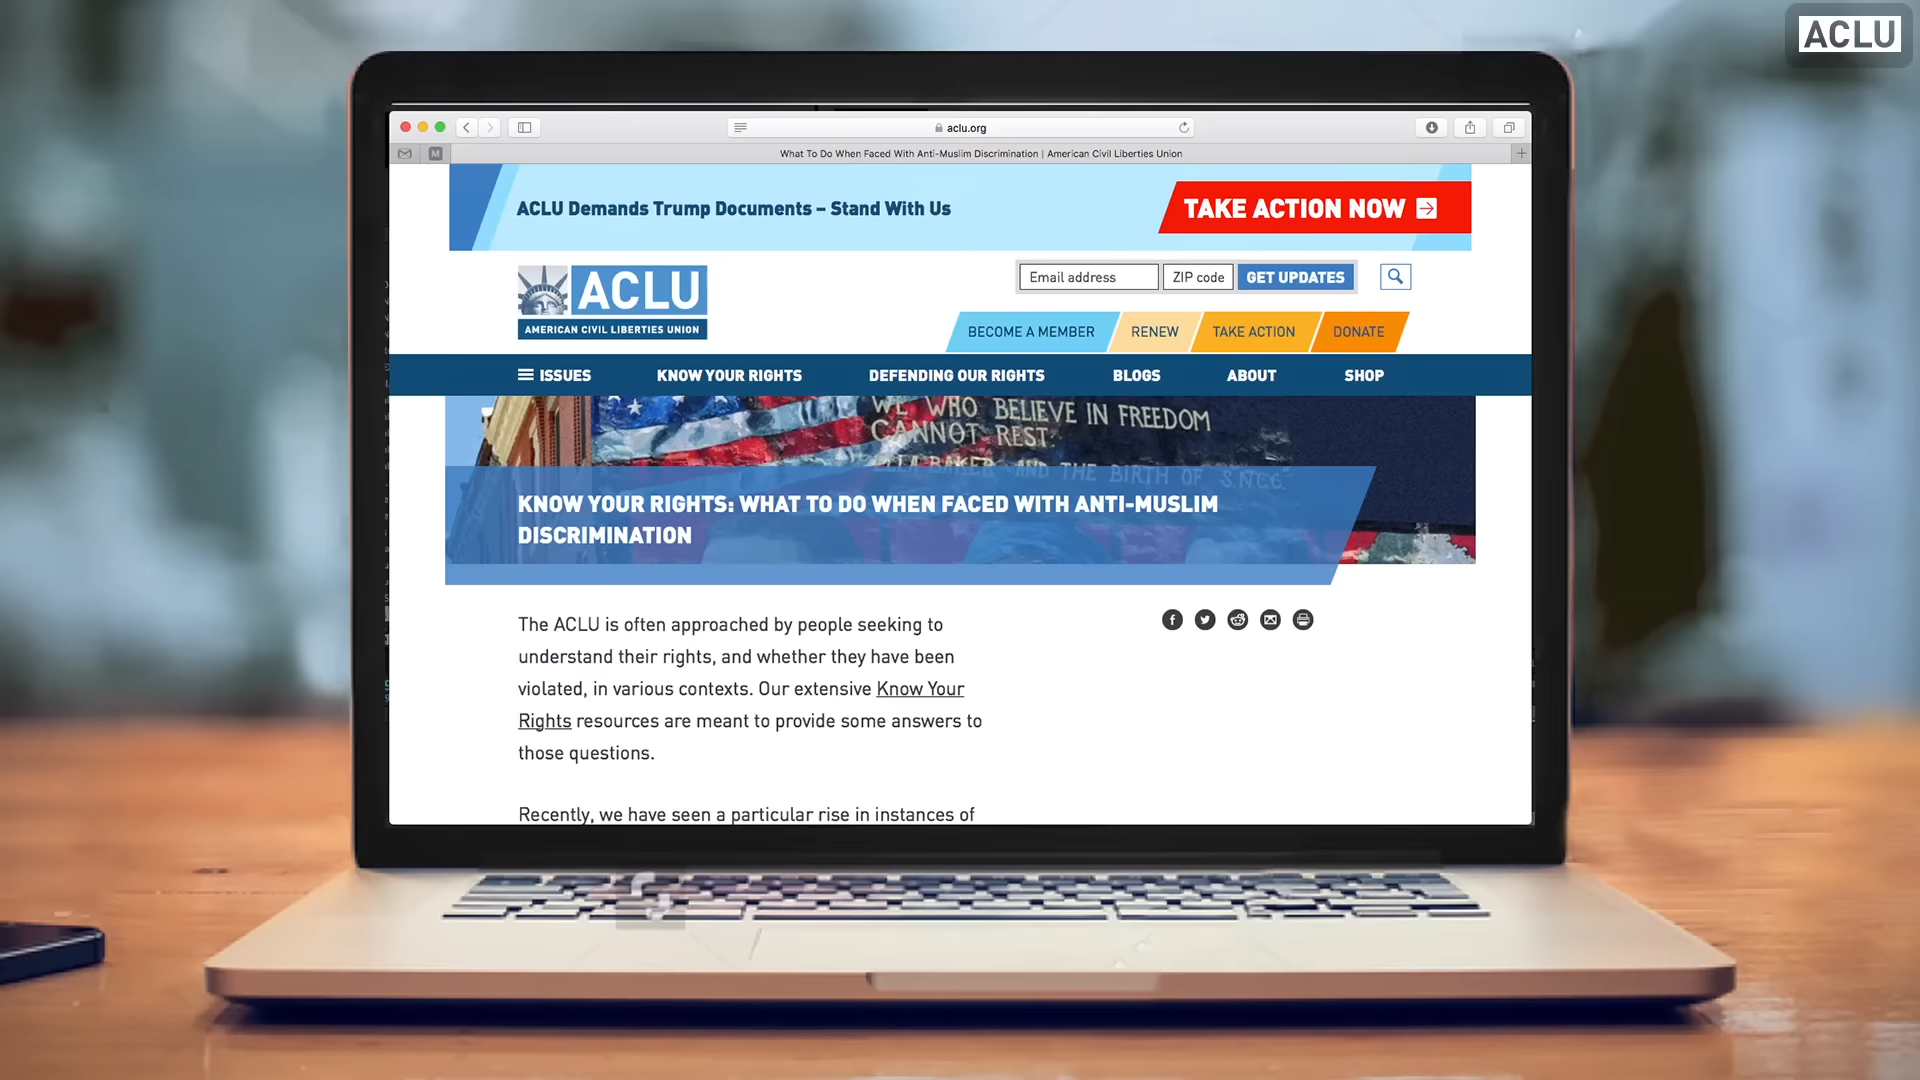 ACLU
aclu.org
M
What To Do When Faced With Anti-Muslim Discrimination | American Civil Liberties Union
ACLU Demands Trump Documents – Stand With Us
TAKE ACTION NOW
ACLU
AMERICAN CIVIL LIBERTIES UNION
Email address
ZIP code
GET UPDATES
BECOME A MEMBER
RENEW
TAKE ACTION
DONATE
ISSUES
KNOW YOUR RIGHTS
DEFENDING OUR RIGHTS
BLOGS
ABOUT
SHOP
WE WHO BELIEVE IN FREEDOM
CANNOT REST.
ELLA BAKER AND THE BIRTH OF S.N.C.C.
KNOW YOUR RIGHTS: WHAT TO DO WHEN FACED WITH ANTI-MUSLIM
DISCRIMINATION
The ACLU is often approached by people seeking to
understand their rights, and whether they have been
violated, in various contexts. Our extensive Know Your
Rights resources are meant to provide some answers to
those questions.
Recently, we have seen a particular rise in instances of